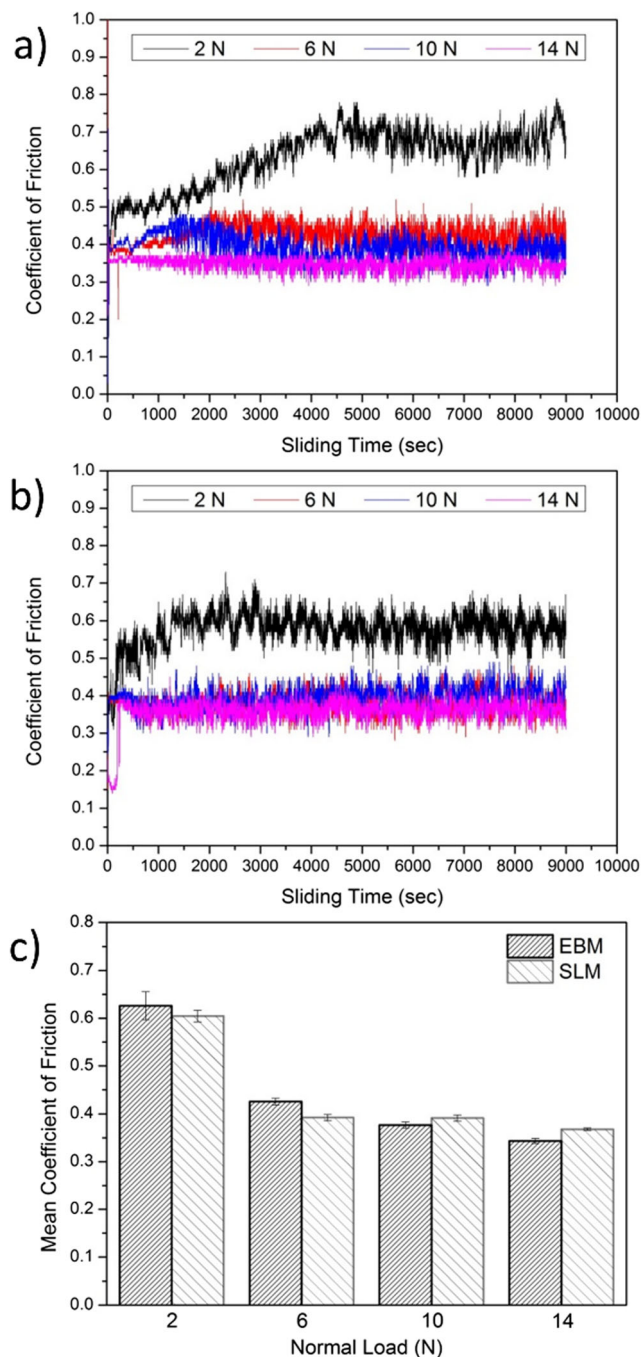 a)
2 N 6 N 10 N 14 N
1.0
0.9
0.8
0.7
0.6
0.5
0.4
0.3
0.2
0.1
0.0
Coefficient of Friction
0 1000 2000 3000 4000 5000 6000 7000 8000 9000 10000
Sliding Time (sec)
b)
2 N 6 N 10 N 14 N
1.0
0.9
0.8
0.7
0.6
0.5
0.4
0.3
0.2
0.1
0.0
Coefficient of Friction
0 1000 2000 3000 4000 5000 6000 7000 8000 9000 10000
Sliding Time (sec)
c)
EBM
SLM
0.8
0.7
0.6
0.5
0.4
0.3
0.2
0.1
0.0
Mean Coefficient of Friction
2 6 10 14
Normal Load (N)